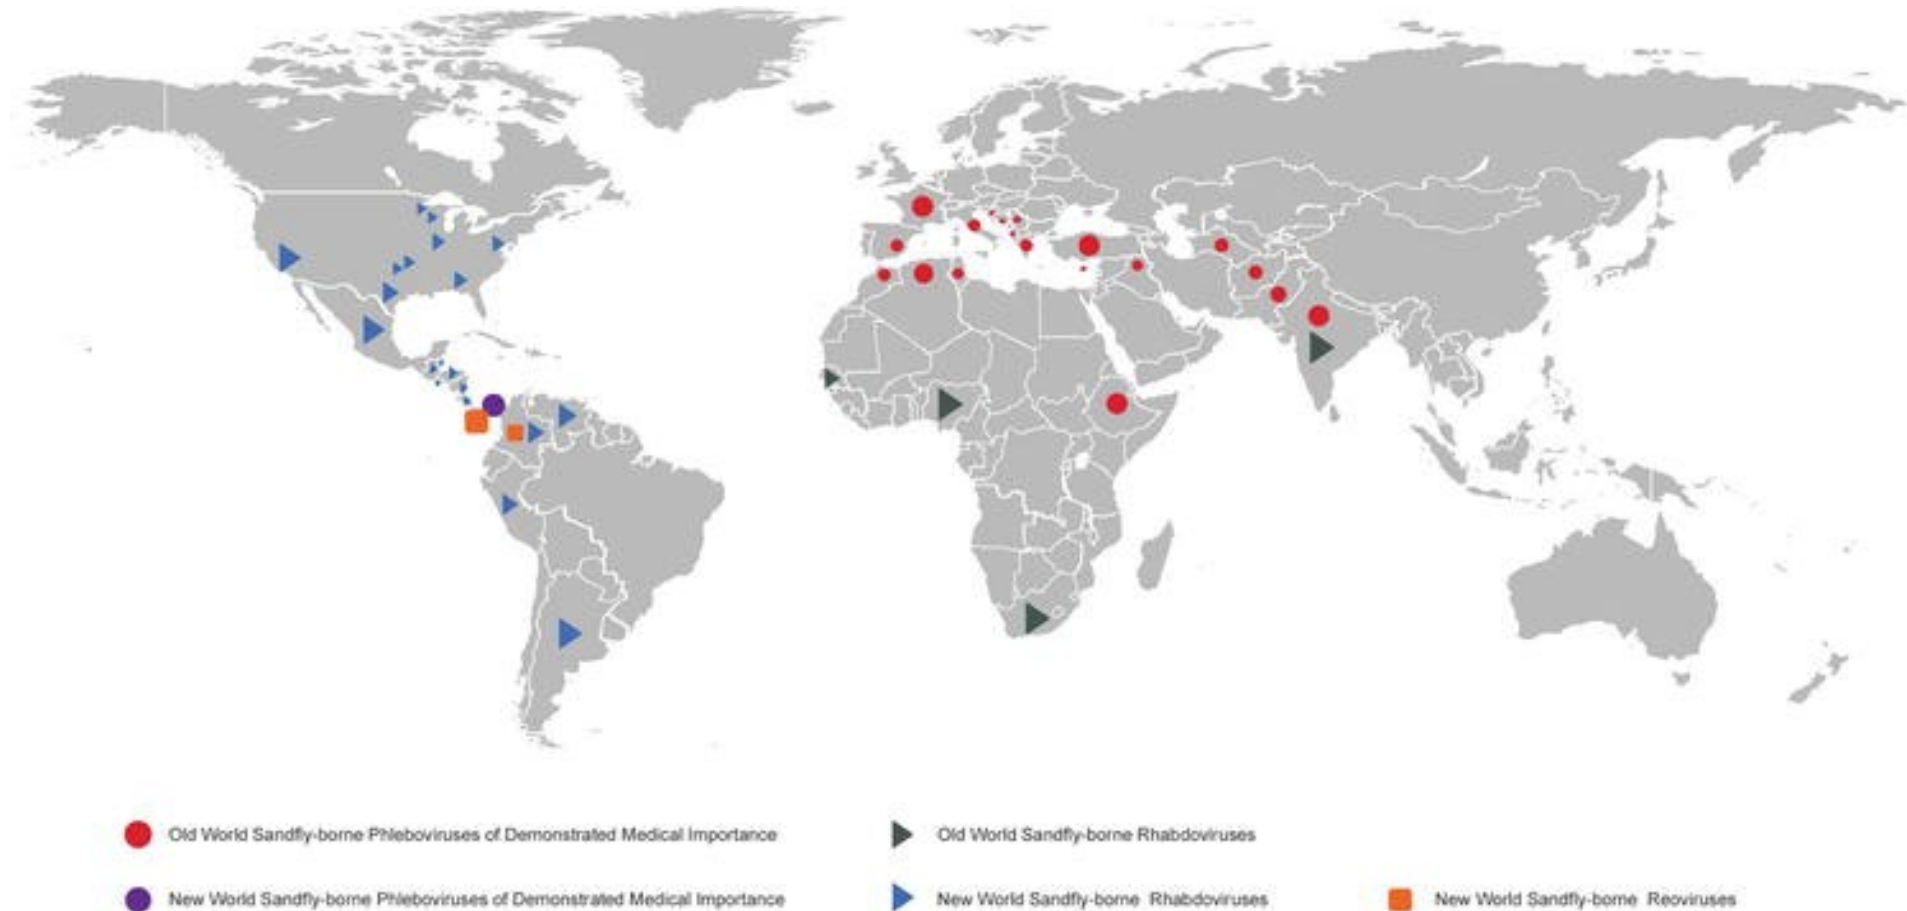 Old World Sandfly-borne Phleboviruses of Demonstrated Medical Importance
Old World Sandfly-borne Rhabdoviruses
New World Sandfly-borne Phleboviruses of Demonstrated Medical Importance
New World Sandfly-borne Rhabdoviruses
New World Sandfly-borne Reoviruses